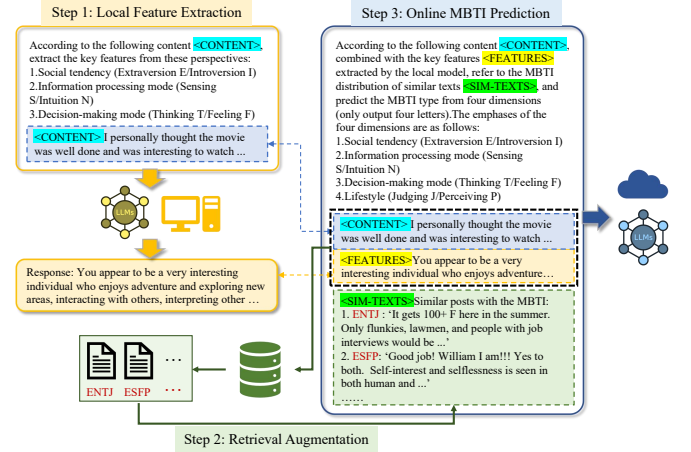 Step 1: Local Feature Extraction
According to the following content <CONTENT>,
extract the key features from these perspectives:
1.Social tendency (Extraversion E/Introversion I)
2.Information processing mode (Sensing
S/Intuition N)
3.Decision-making mode (Thinking T/Feeling F)
<CONTENT> I personally thought the movie
was well done and was interesting to watch ...
LLMs
Response: You appear to be a very interesting
individual who enjoys adventure and exploring new
areas, interacting with others, interpreting other …
ENTJ
ESFP
...
...
Step 2: Retrieval Augmentation
Step 3: Online MBTI Prediction
According to the following content <CONTENT>,
combined with the key features <FEATURES>
extracted by the local model, refer to the MBTI
distribution of similar texts <SIM-TEXTS>, and
predict the MBTI type from four dimensions
(only output four letters).The emphases of the
four dimensions are as follows:
1.Social tendency (Extraversion E/Introversion I)
2.Information processing mode (Sensing
S/Intuition N)
3.Decision-making mode (Thinking T/Feeling F)
4.Lifestyle (Judging J/Perceiving P)
<CONTENT> I personally thought the movie
was well done and was interesting to watch ...
<FEATURES>You appear to be a very
interesting individual who enjoys adventure…
<SIM-TEXTS>Similar posts with the MBTI:
1. ENTJ : ‘It gets 100+ F here in the summer.
Only flunkies, lawmen, and people with job
interviews would be ...’
2. ESFP: ‘Good job! William I am!!! Yes to
both. Self-interest and selflessness is seen in
both human and ...’
……
LLMs